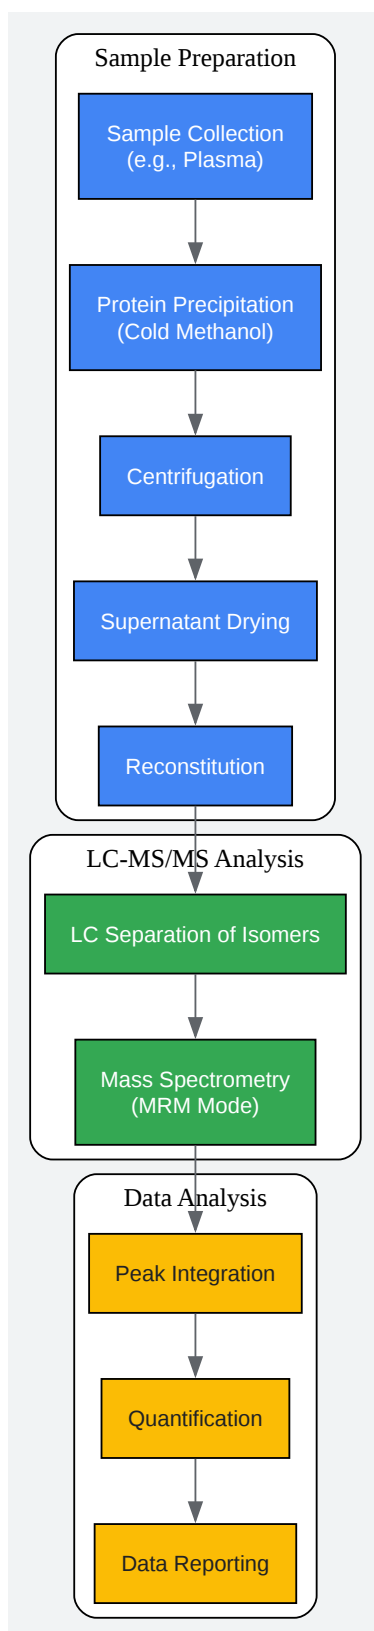 Sample Preparation
Sample Collection
(e.g., Plasma)
Protein Precipitation
(Cold Methanol)
Centrifugation
Supernatant Drying
Reconstitution
LC-MS/MS Analysis
LC Separation of Isomers
Mass Spectrometry
(MRM Mode)
Data Analysis
Peak Integration
Quantification
Data Reporting